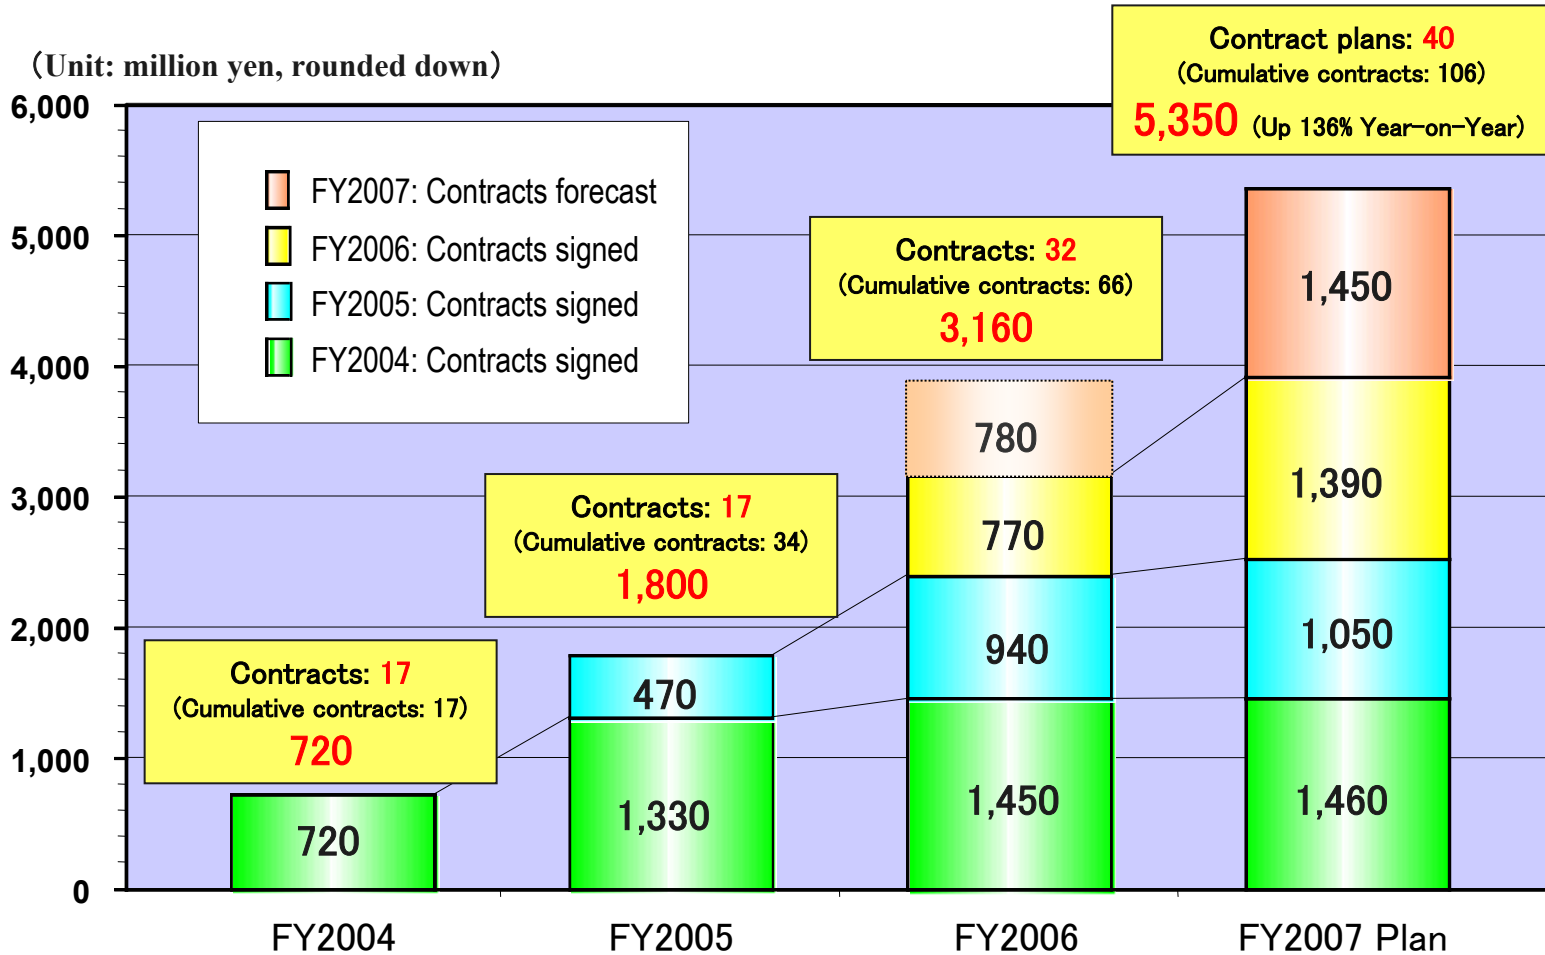 （Unit: million yen, rounded down）
Contract plans: 40
(Cumulative contracts: 106)
5,350 (Up 136% Year-on-Year)
6,000
5,000
4,000
3,000
2,000
1,000
0
FY2007: Contracts forecast
FY2006: Contracts signed
FY2005: Contracts signed
FY2004: Contracts signed
Contracts: 32
(Cumulative contracts: 66)
3,160
Contracts: 17
(Cumulative contracts: 34)
1,800
Contracts: 17
(Cumulative contracts: 17)
720
720
470
1,330
780
770
940
1,450
1,450
1,390
1,050
1,460
FY2004
FY2005
FY2006
FY2007 Plan